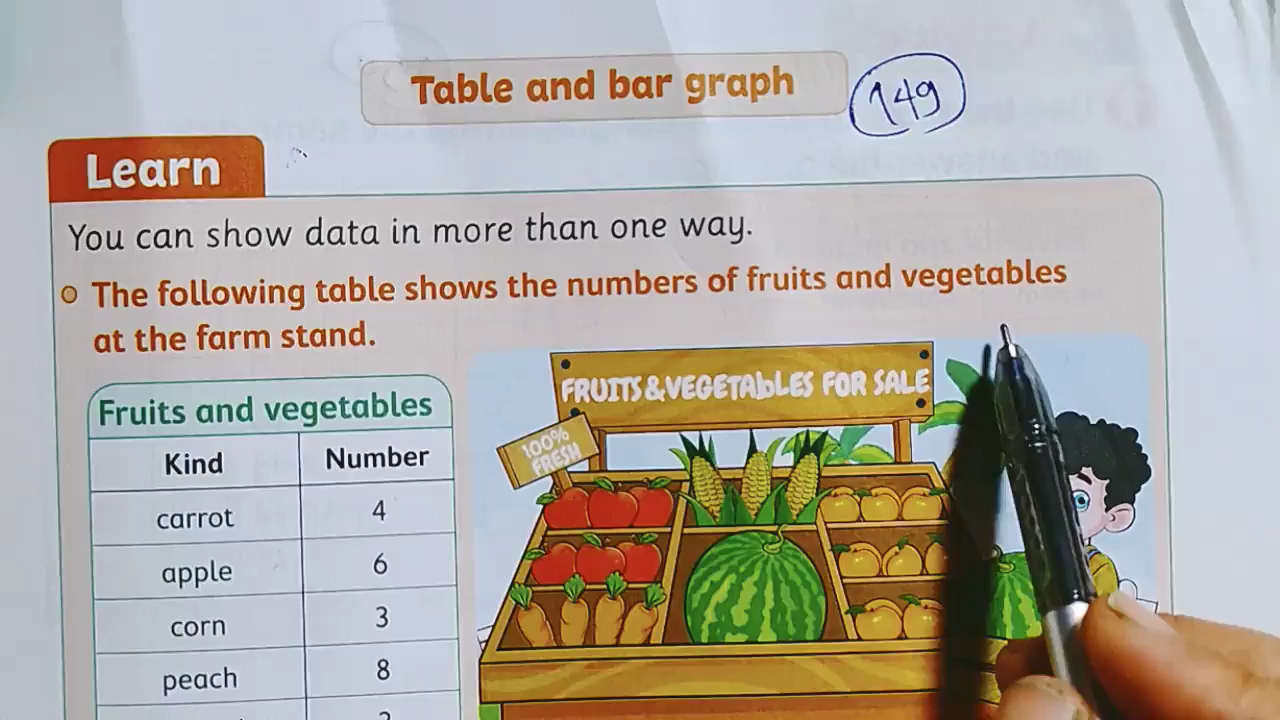 Table and bar graph
149
Learn
You can show data in more than one way.
The following table shows the numbers of fruits and vegetables
at the farm stand.
Fruits and vegetables
Kind Number
carrot 4
apple 6
corn 3
peach 8
FRUITS & VEGETABLES FOR SALE
100%
FRESH